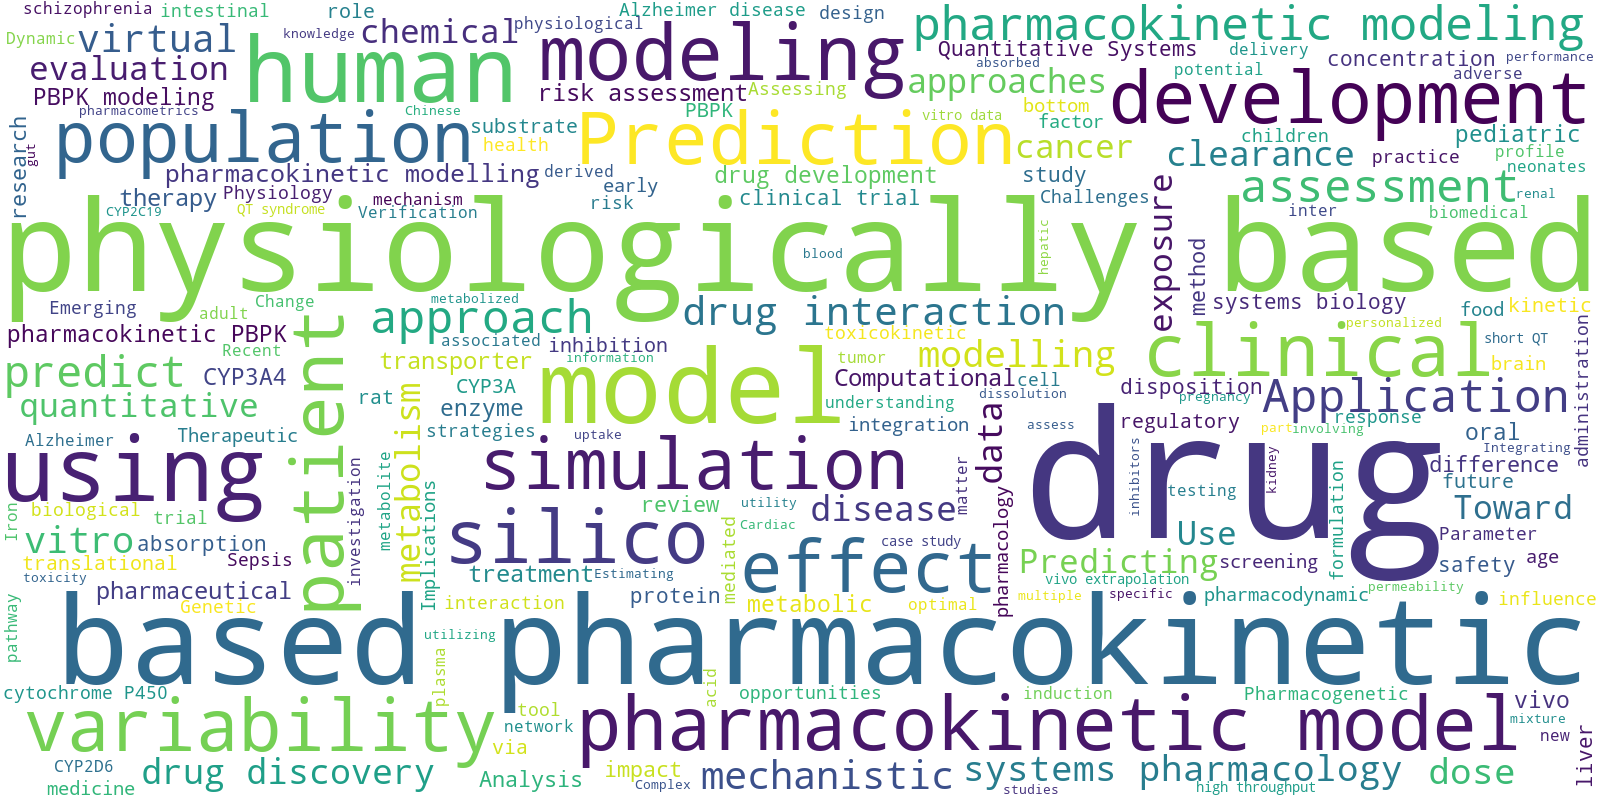 schizophrenia
intestinal
role
Alzheimer disease
design
pharmacokinetic modeling
Dynamic
virtual
knowledge
chemical
physiological
modeling
Quantitative Systems
delivery
evaluation
human
absorbed
concentration
performance
PBPK modeling
risk assessment
Assessing
approaches
potential
adverse
development
pharmacometrics
Chinese
PBPK
vitro data
bottom
factor
research
gut
population
substrate
health
Prediction
cancer
children
pediatric
clearance
practice
profile
neonates
pharmacokinetic modelling
derived
drug development
study
therapy
Physiology
mechanism
early
risk
clinical trial
Challenges
exposure
assessment
renal
CYP2C19
QT syndrome
Verification
inter
biomedical
physiologically based
blood
hepatic
method
Emerging
adult
Change
metabolized
approach
drug interaction
systems biology
food
kinetic
pharmacokinetic PBPK
Recent
patient
associated
inhibition
information
toxicokinetic
personalized
short QT
administration
predict
CYP3A4
transporter
model
tumor
modelling
clinical
brain
quantitative
rat
metabolism
CYP3A
enzyme
strategies
Computational
cell
understanding
dissolution
disposition
pregnancy
Application
integration
data
assess
regulatory
response
part
involving
oral
Integrating
Alzheimer
Therapeutic
using
uptake
simulation
drug
inhibitors
kidney
difference
future
investigation
metabolite
Implications
review
utility
matter
testing
formulation
Toward
Iron
biological
trial
silico
disease
Cardiac
case study
pharmacology
Use
Parameter
vitro
absorption
Sepsis
mediated
effect
Predicting
screening
safety
age
translational
toxicity
treatment
Estimating
vivo extrapolation
permeability
pharmaceutical
protein
metabolic
optimal
multiple
specific
pharmacodynamic
influence
Genetic
interaction
pathway
based pharmacokinetic
utilizing
plasma
acid
cytochrome P450
opportunities
induction
Pharmacogenetic
vivo
variability
tool
network
via
pharmacokinetic model
mixture
new
liver
CYP2D6
medicine
drug discovery
Analysis
impact
Complex
mechanistic
systems pharmacology
studies
high throughput
dose